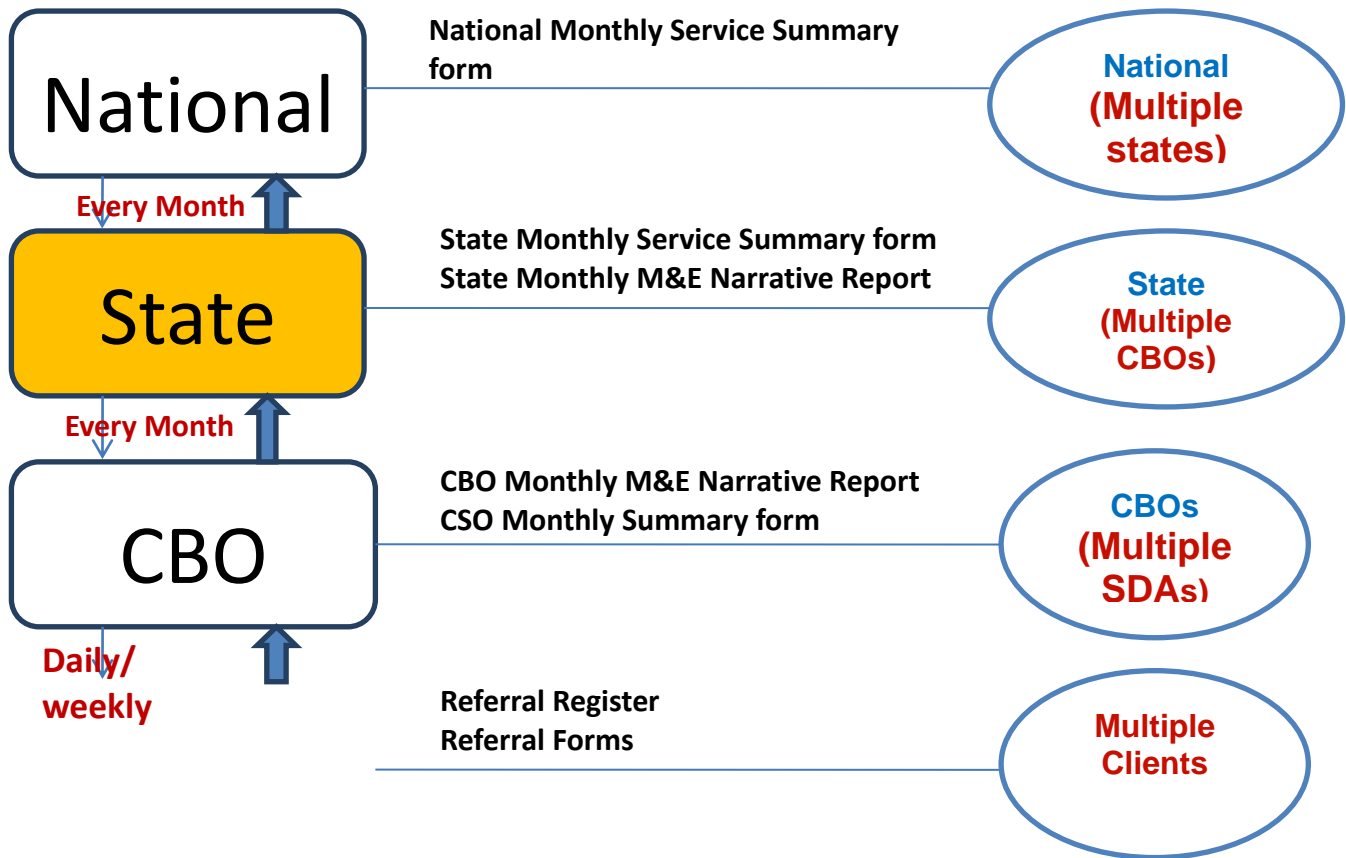 National
National Monthly Service Summary
form
National
(Multiple
states)
Every Month
State
State Monthly Service Summary form
State Monthly M&E Narrative Report
State
(Multiple
CBOs)
Every Month
CBO
CBO Monthly M&E Narrative Report
CSO Monthly Summary form
CBOs
(Multiple
SDAs)
Daily/
weekly
Referral Register
Referral Forms
Multiple
Clients